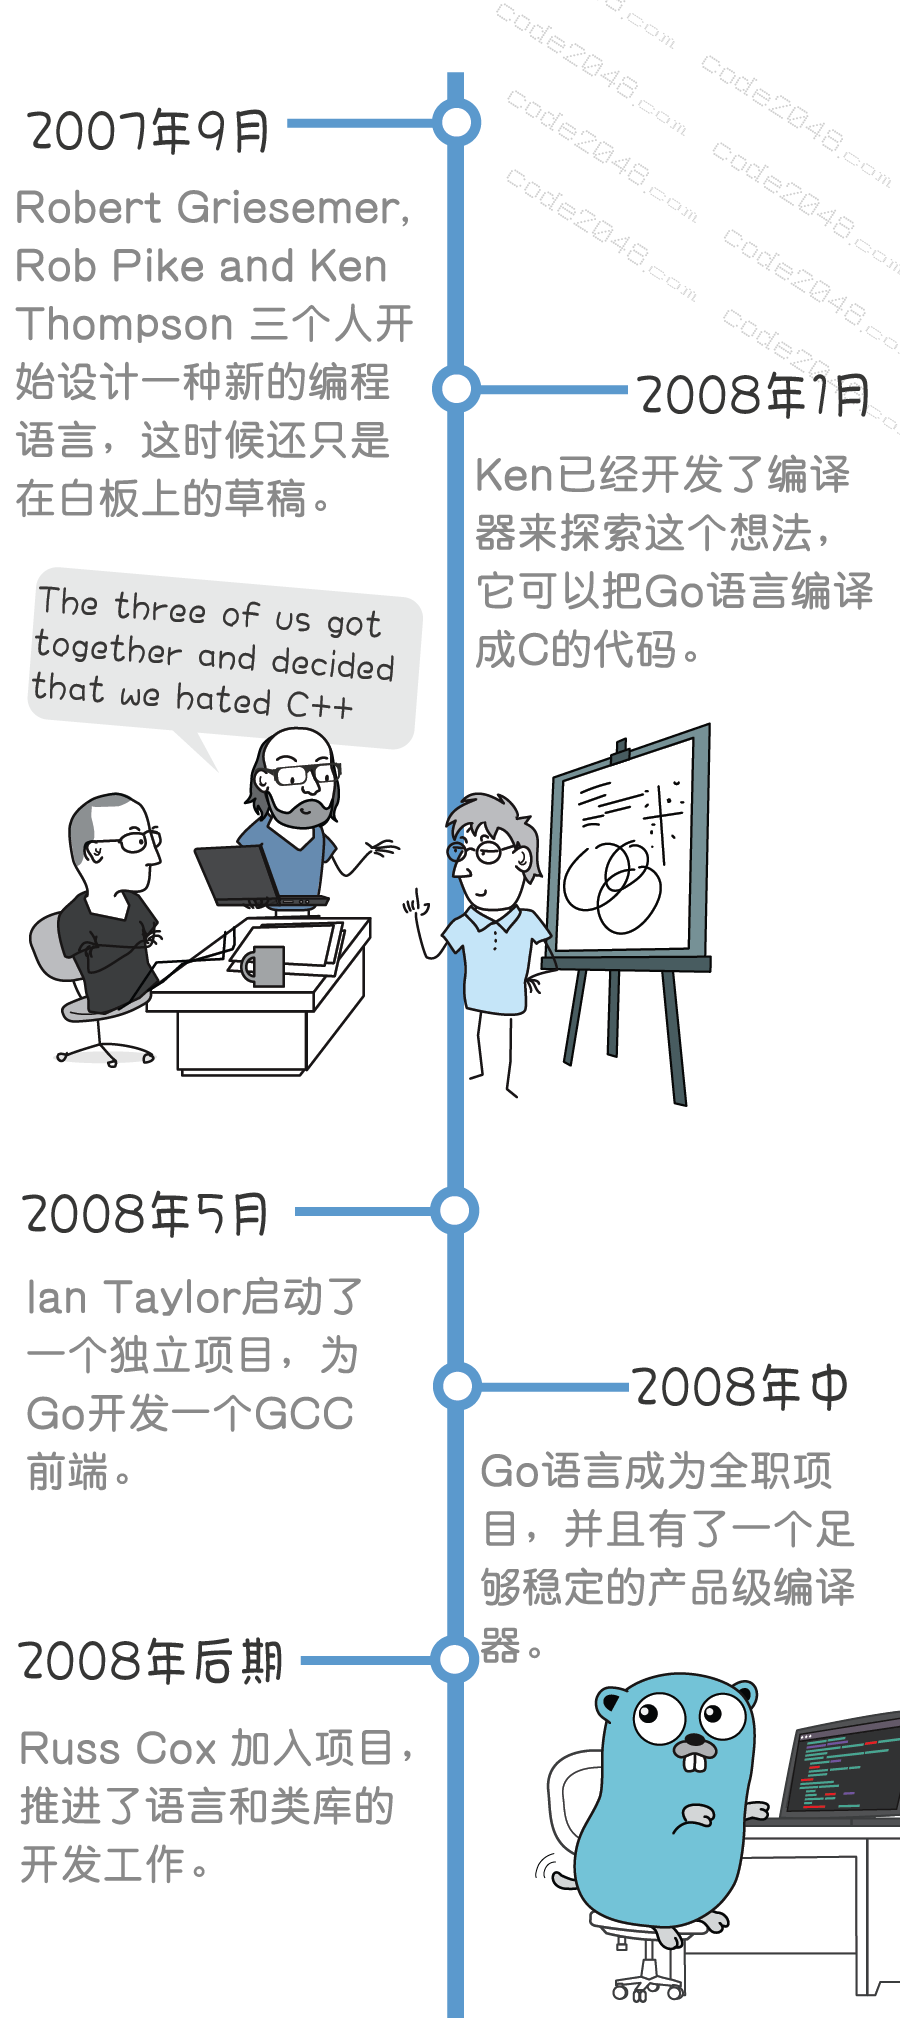 code2048.com
code2048.com
code2048.com
code2048.com
code2048.com
code2048.com
code2048.com
2007年9月
Robert Griesemer,
Rob Pike and Ken
Thompson 三个人开
始设计一种新的编程
语言，这时候还只是
在白板上的草稿。
2008年1月
Ken已经开发了编译
器来探索这个想法，
它可以把Go语言编译
成C的代码。
The three of us got
together and decided
that we hated C++
2008年5月
Ian Taylor启动了
一个独立项目，为
Go开发一个GCC
前端。
2008年中
Go语言成为全职项
目，并且有了一个足
够稳定的产品级编译
器。
2008年后期
Russ Cox 加入项目，
推进了语言和类库的
开发工作。